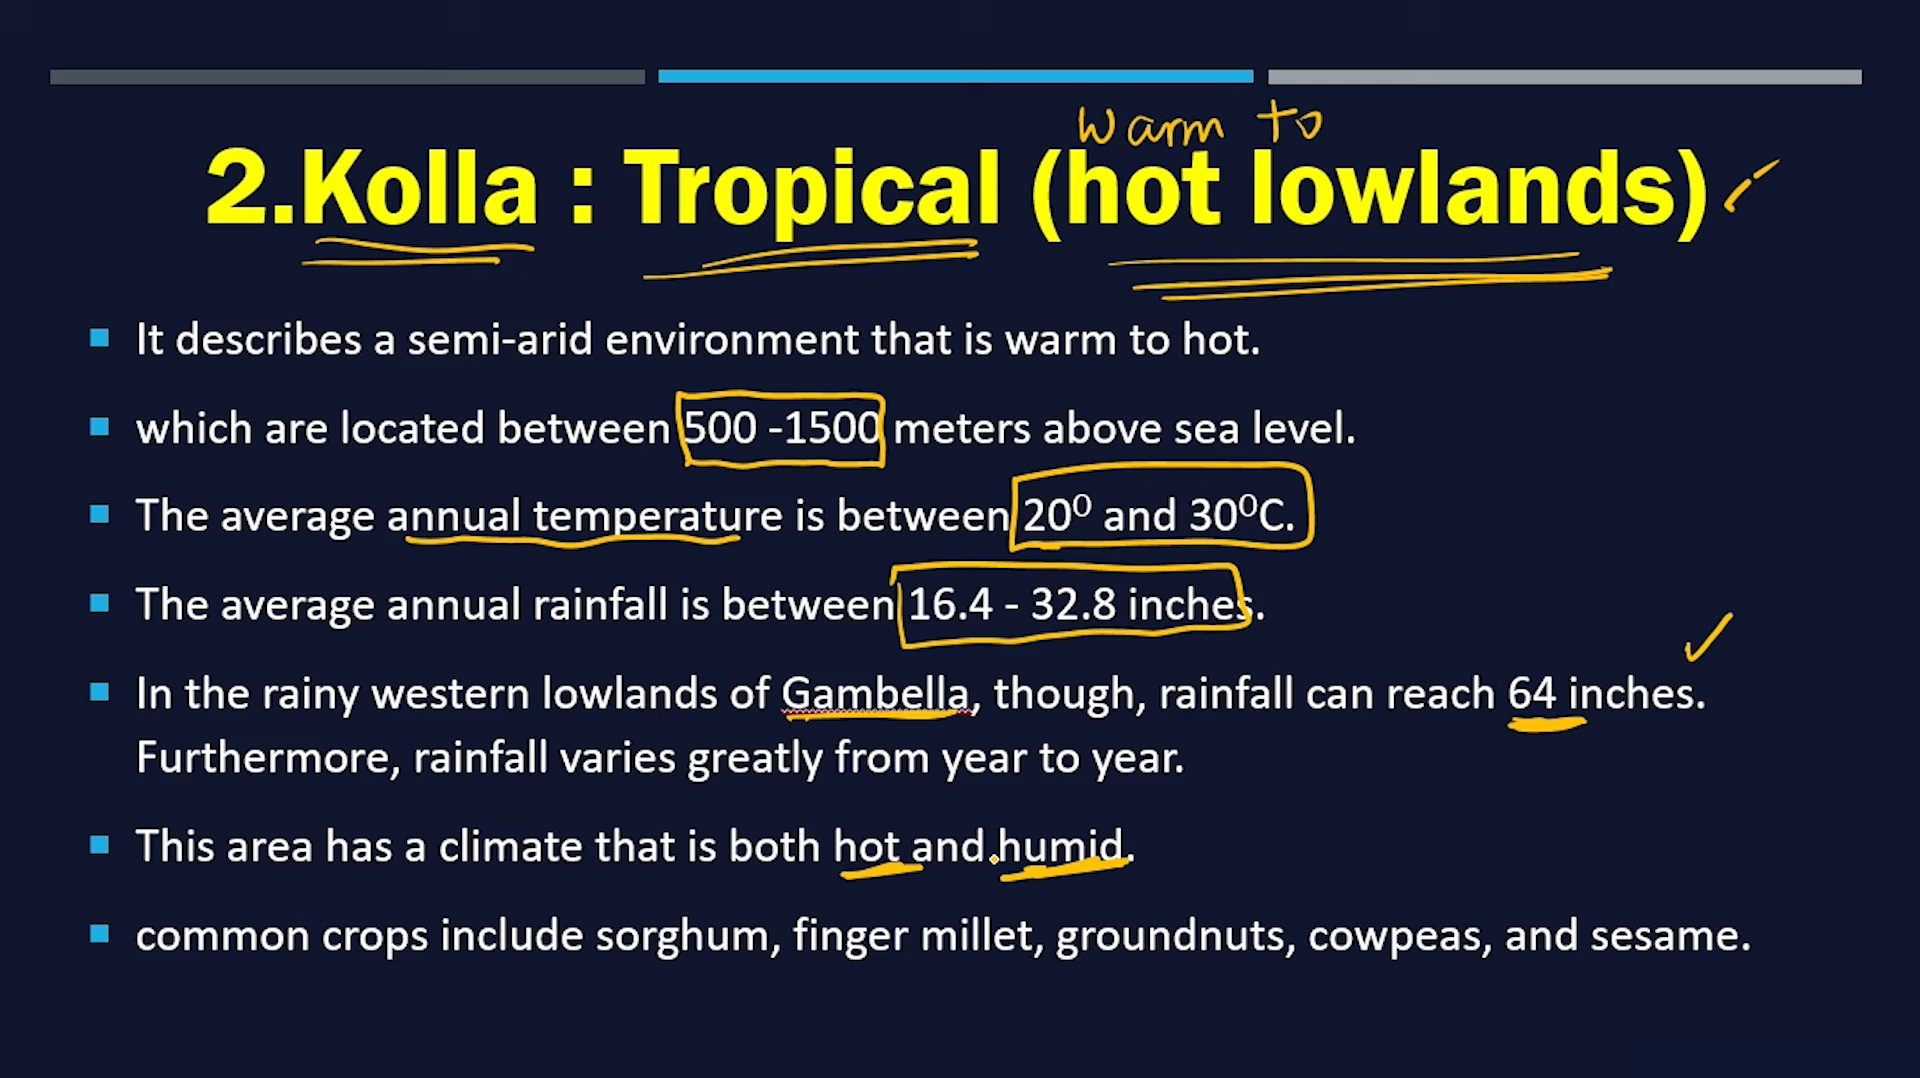 warm to
2.Kolla : Tropical (hot lowlands)
It describes a semi-arid environment that is warm to hot.
which are located between 500 -1500 meters above sea level.
The average annual temperature is between 20⁰ and 30⁰C.
The average annual rainfall is between 16.4 - 32.8 inches.
In the rainy western lowlands of Gambella, though, rainfall can reach 64 inches.
Furthermore, rainfall varies greatly from year to year.
This area has a climate that is both hot and humid.
common crops include sorghum, finger millet, groundnuts, cowpeas, and sesame.